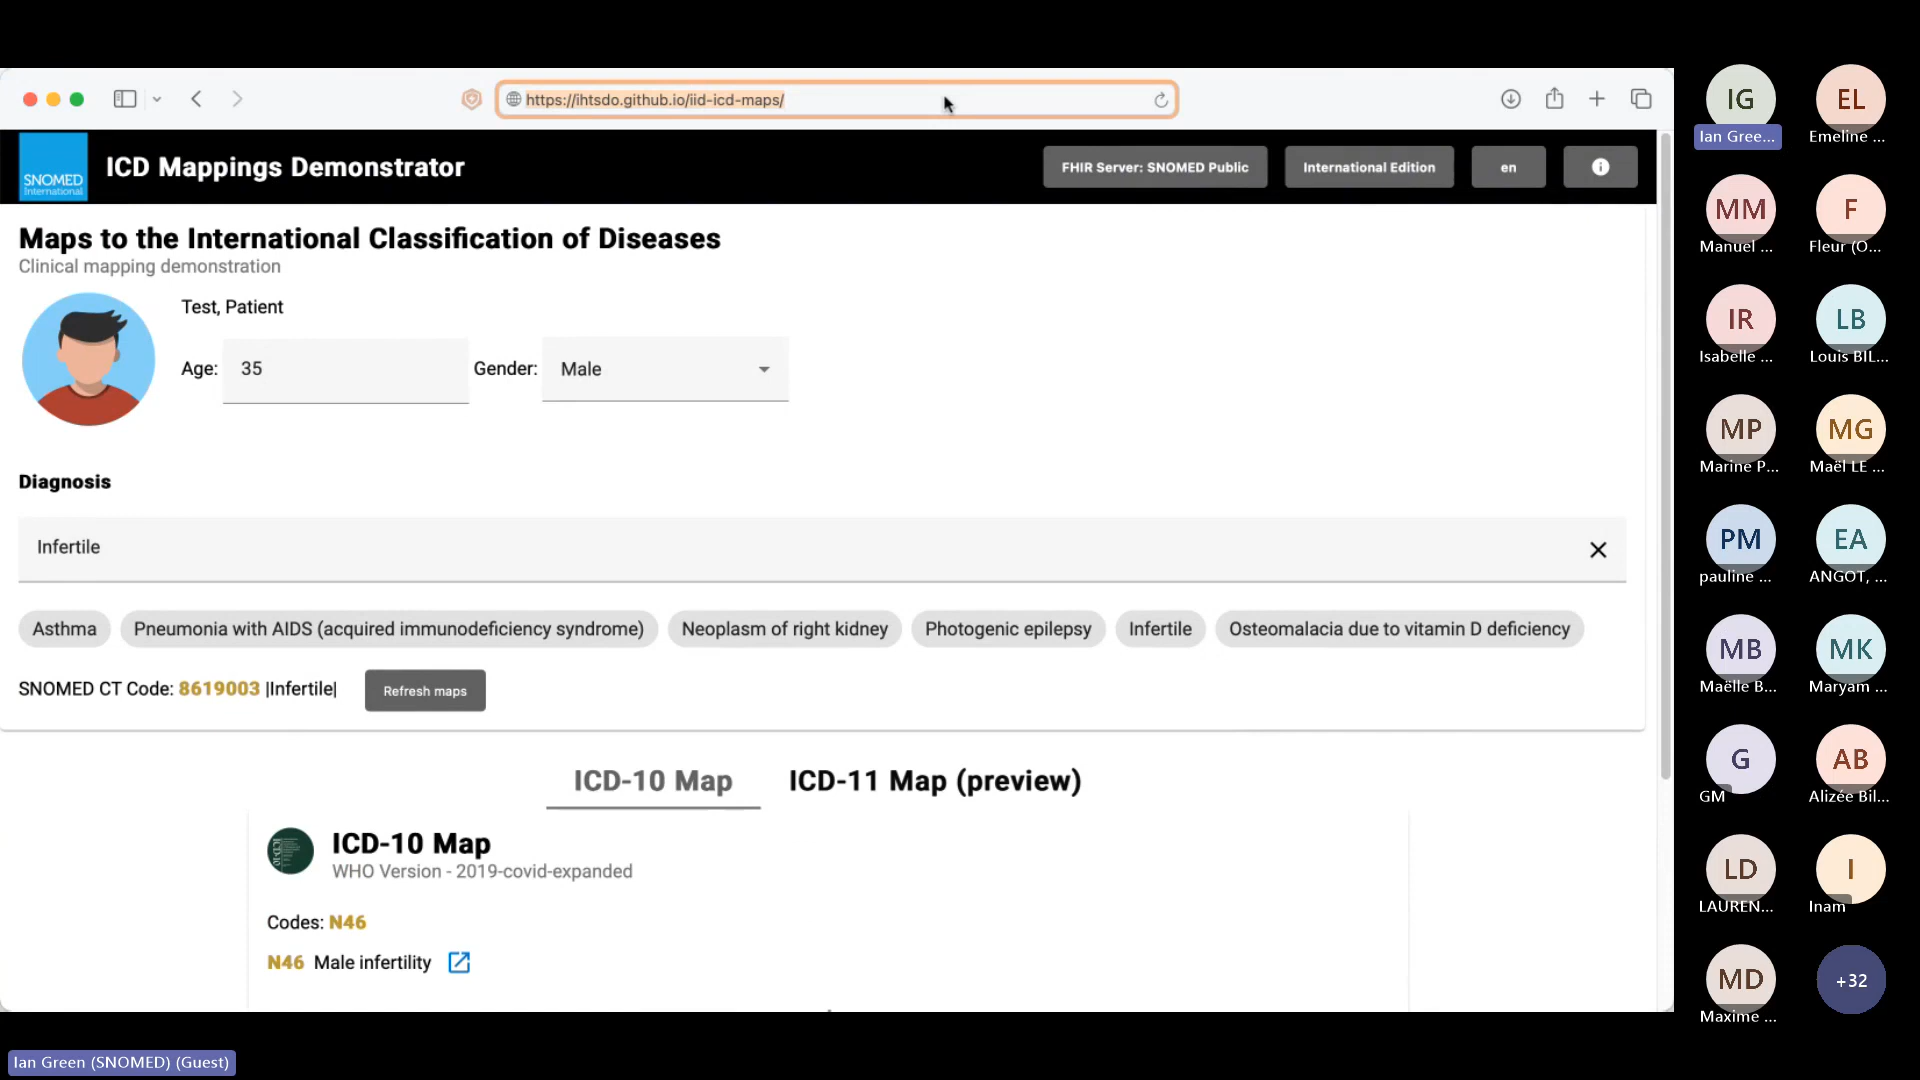 https://ihtsdo.github.io/iid-icd-maps/
SNOMED
International
ICD Mappings Demonstrator
FHIR Server: SNOMED Public
International Edition
en
Maps to the International Classification of Diseases
Clinical mapping demonstration
Test, Patient
Age: 35 Gender: Male
Diagnosis
Infertile
Asthma
Pneumonia with AIDS (acquired immunodeficiency syndrome)
Neoplasm of right kidney
Photogenic epilepsy
Infertile
Osteomalacia due to vitamin D deficiency
SNOMED CT Code: 8619003 |Infertile|
Refresh maps
ICD-10 Map
ICD-11 Map (preview)
ICD-10
ICD-10 Map
WHO Version - 2019-covid-expanded
Codes: N46
N46 Male infertility
IG
Ian Gree...
EL
Emeline ...
MM
Manuel ...
F
Fleur (O...
IR
Isabelle ...
LB
Louis BIL...
MP
Marine P...
MG
Maël LE ...
PM
pauline ...
EA
ANGOT, ...
MB
Maëlle B...
MK
Maryam ...
G
GM
AB
Alizée Bil...
LD
LAUREN...
I
Inam
MD
Maxime ...
+32
Ian Green (SNOMED) (Guest)